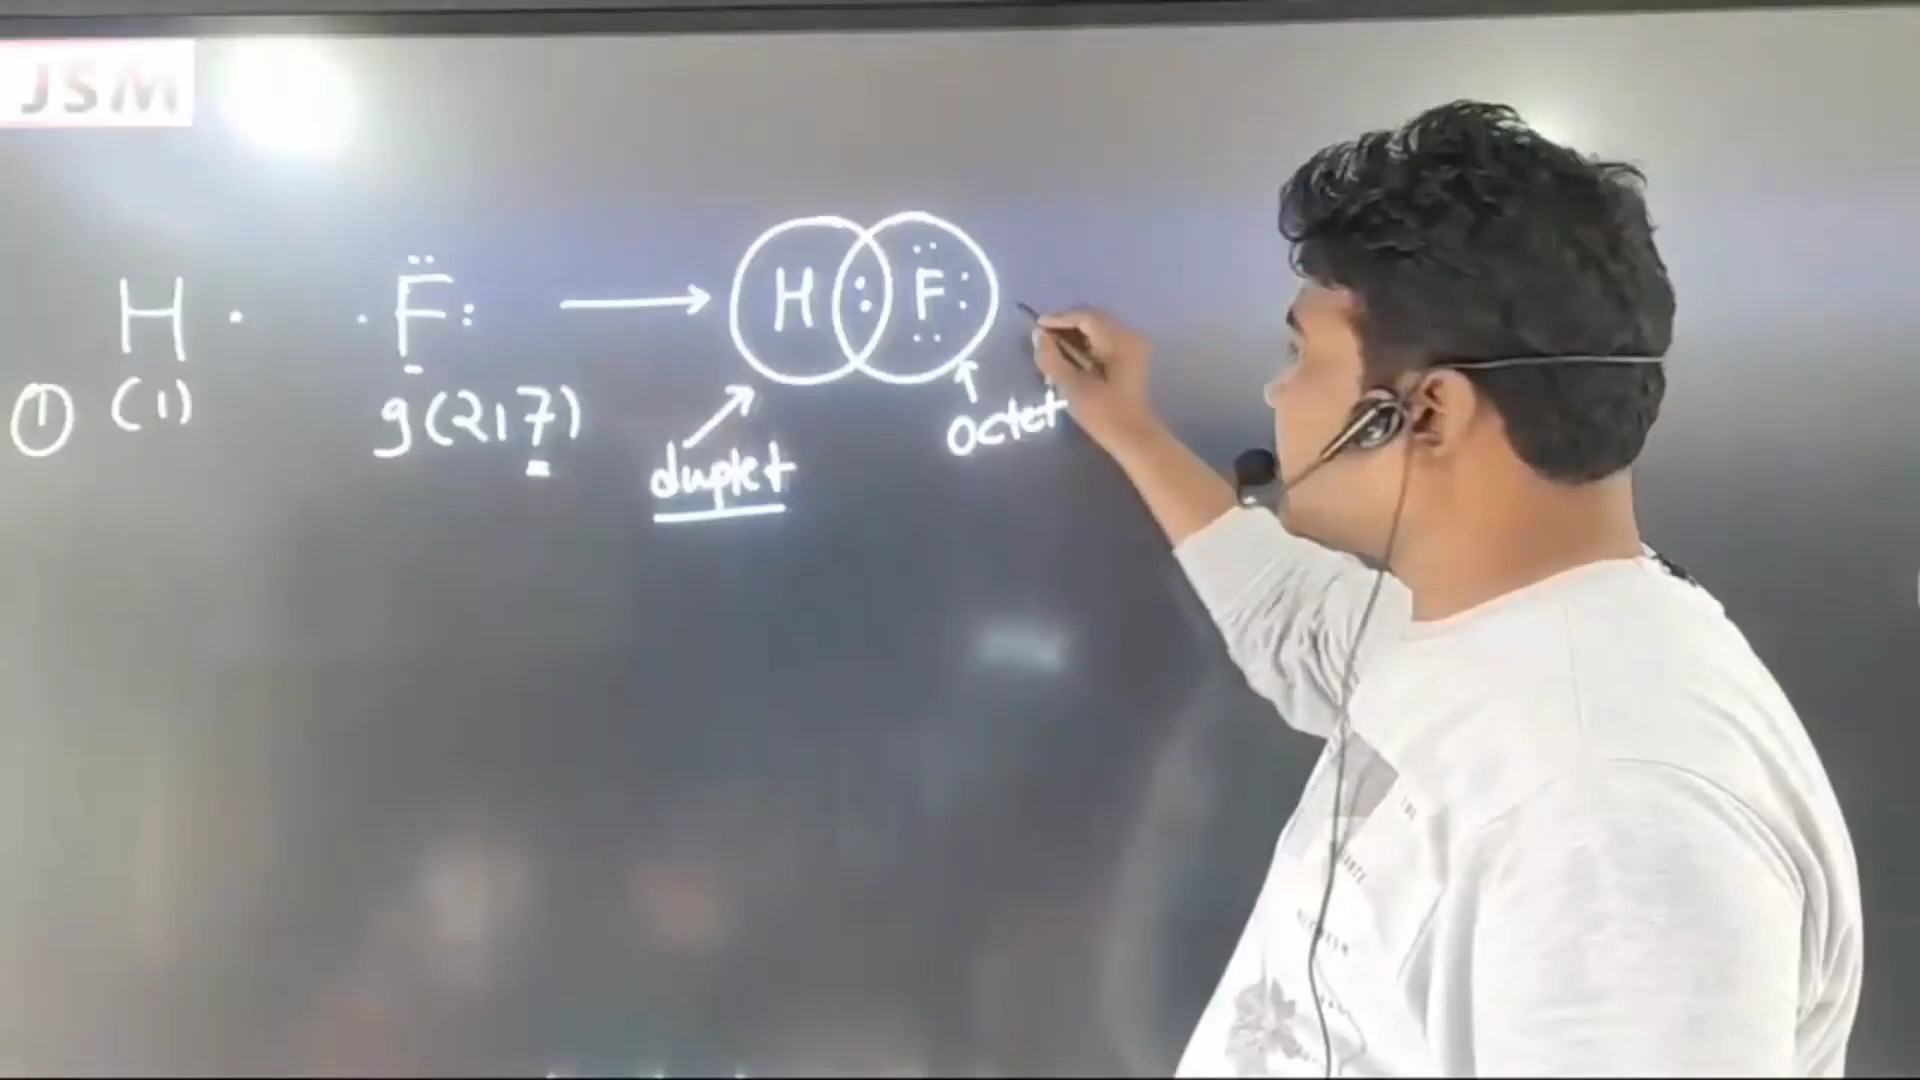 JSM
H · · F̈ : → H : F̈ :
① (1) 9(2,7)
duplet
octet